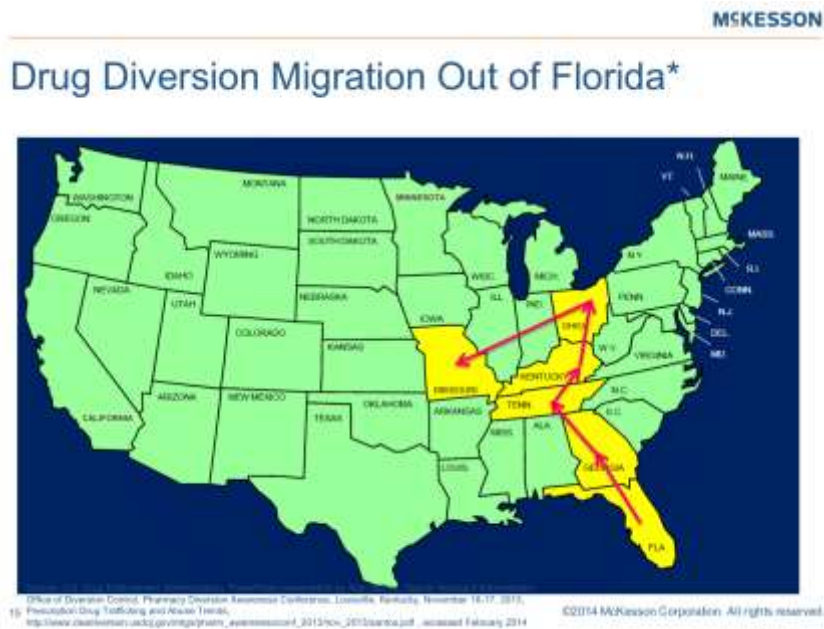 MCKESSON
Drug Diversion Migration Out of Florida*
WASHINGTON
MONTANA
NORTH DAKOTA
MINNESOTA
N.H.
VT.
MAINE
OREGON
IDAHO
WYOMING
SOUTH DAKOTA
WISC.
MICH.
N.Y.
MASS.
R.I.
CONN.
NEVADA
UTAH
NEBRASKA
IOWA
ILL
IND.
OHIO
PENN.
N.J.
DEL.
COLORADO
KANSAS
MISSOURI
KENTUCKY
W.V.
VIRGINIA
CALIFORNIA
ARIZONA
NEW MEXICO
OKLAHOMA
TEXAS
ARKANSAS
TENN.
N.C.
S.C.
LOUIS.
MISS.
ALA.
GEORGIA
FLA
Office of Diversion Control, Pharmacy Diversion Awareness Conference, Louisville, Kentucky, November 16-17, 2013,
15 Prescription Drug Trafficking and Abuse Trends,
accessed February 2014
©2014 McKesson Corporation. All rights reserved.